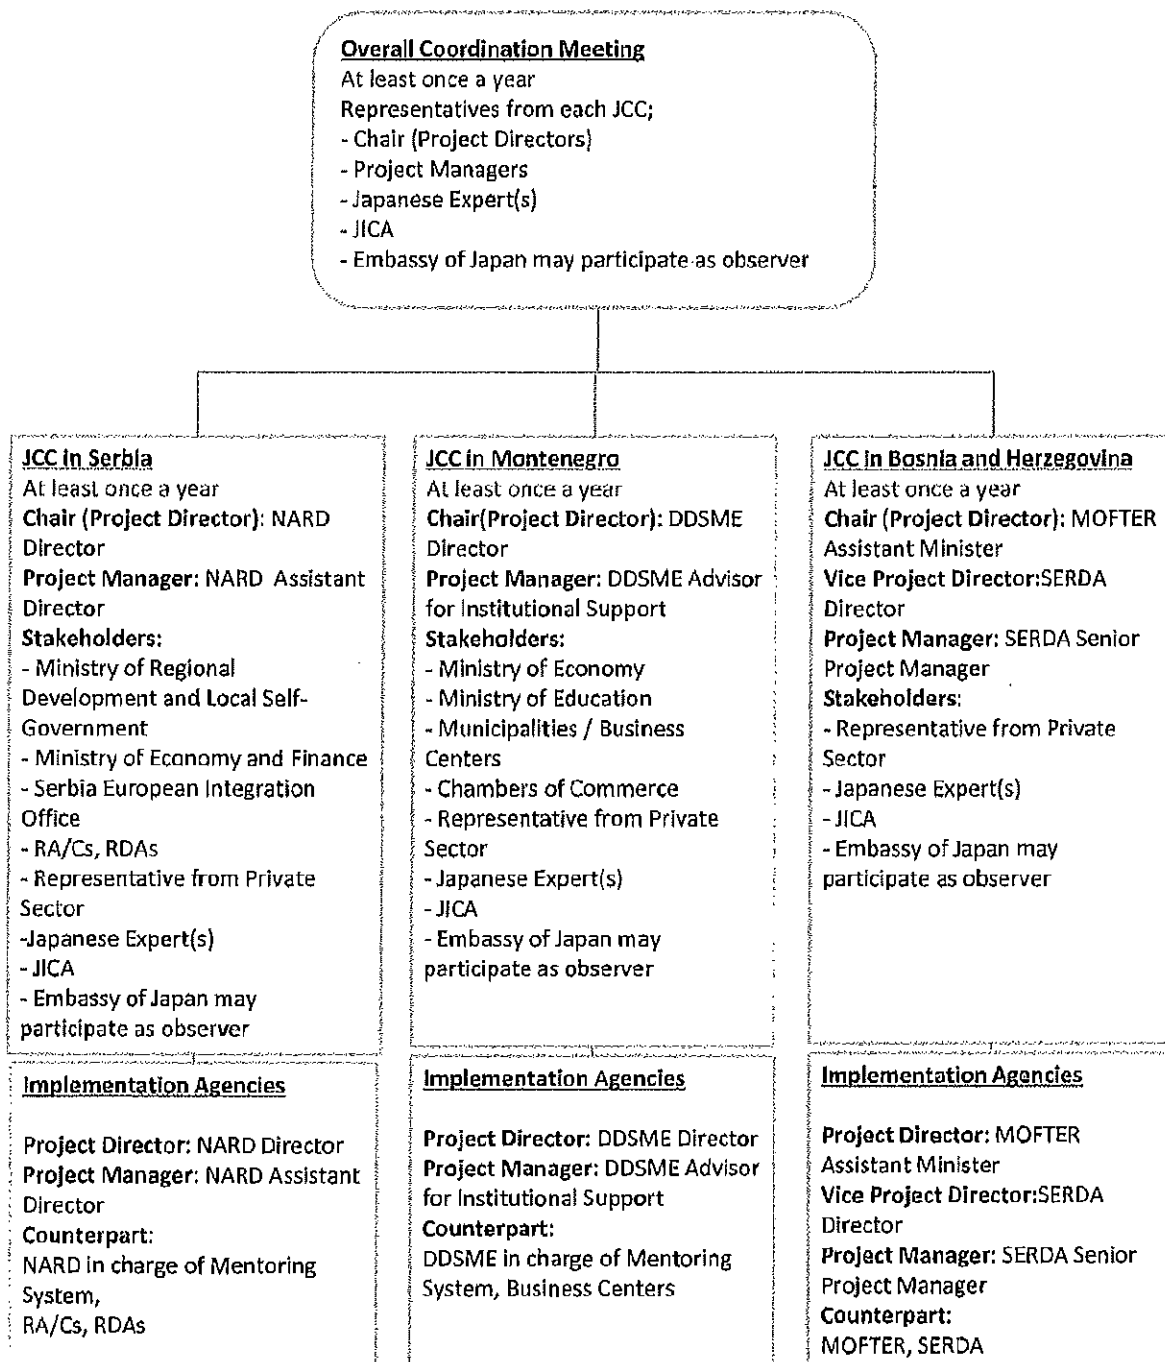 Overall Coordination Meeting
At least once a year
Representatives from each JCC;
- Chair (Project Directors)
- Project Managers
- Japanese Expert(s)
- JICA
- Embassy of Japan may participate as observer
JCC in Serbia
At least once a year
Chair (Project Director): NARD
Director
Project Manager: NARD Assistant
Director
Stakeholders:
- Ministry of Regional
Development and Local Self-
Government
- Ministry of Economy and Finance
- Serbia European Integration
Office
- RA/Cs, RDAs
- Representative from Private
Sector
-Japanese Expert(s)
- JICA
- Embassy of Japan may
participate as observer
JCC in Montenegro
At least once a year
Chair(Project Director): DDSME
Director
Project Manager: DDSME Advisor
for Institutional Support
Stakeholders:
- Ministry of Economy
- Ministry of Education
- Municipalities / Business
Centers
- Chambers of Commerce
- Representative from Private
Sector
- Japanese Expert(s)
- JICA
- Embassy of Japan may
participate as observer
JCC in Bosnia and Herzegovina
At least once a year
Chair (Project Director): MOFTER
Assistant Minister
Vice Project Director:SERDA
Director
Project Manager: SERDA Senior
Project Manager
Stakeholders:
- Representative from Private
Sector
- Japanese Expert(s)
- JICA
- Embassy of Japan may
participate as observer
Implementation Agencies
Project Director: NARD Director
Project Manager: NARD Assistant
Director
Counterpart:
NARD in charge of Mentoring
System,
RA/Cs, RDAs
Implementation Agencies
Project Director: DDSME Director
Project Manager: DDSME Advisor
for Institutional Support
Counterpart:
DDSME in charge of Mentoring
System, Business Centers
Implementation Agencies
Project Director: MOFTER
Assistant Minister
Vice Project Director:SERDA
Director
Project Manager: SERDA Senior
Project Manager
Counterpart:
MOFTER, SERDA